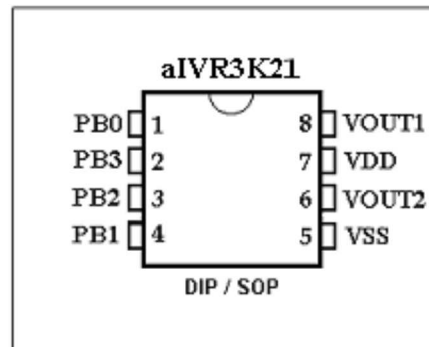 aIVR3K21
PB0 1 8 VOUT1
PB3 2 7 VDD
PB2 3 6 VOUT2
PB1 4 5 VSS
DIP / SOP